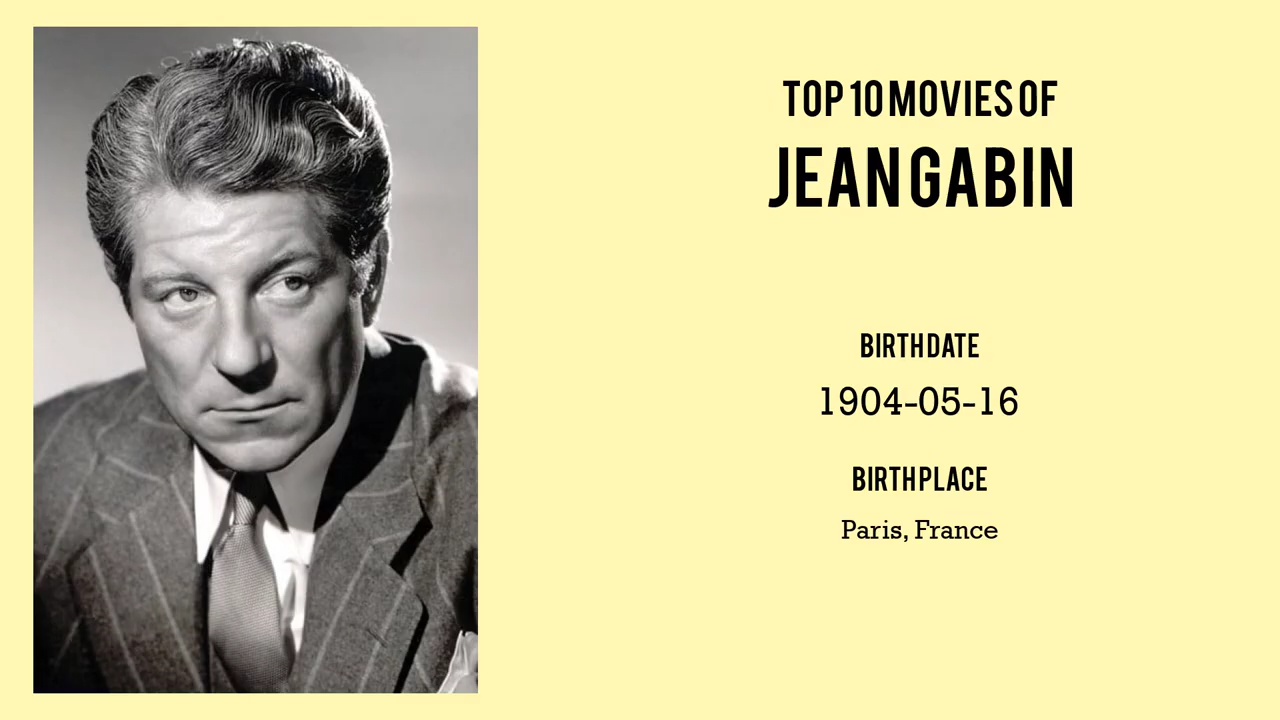 TOP 10 MOVIES OF
JEAN GABIN
BIRTHDATE
1904-05-16
BIRTHPLACE
Paris, France